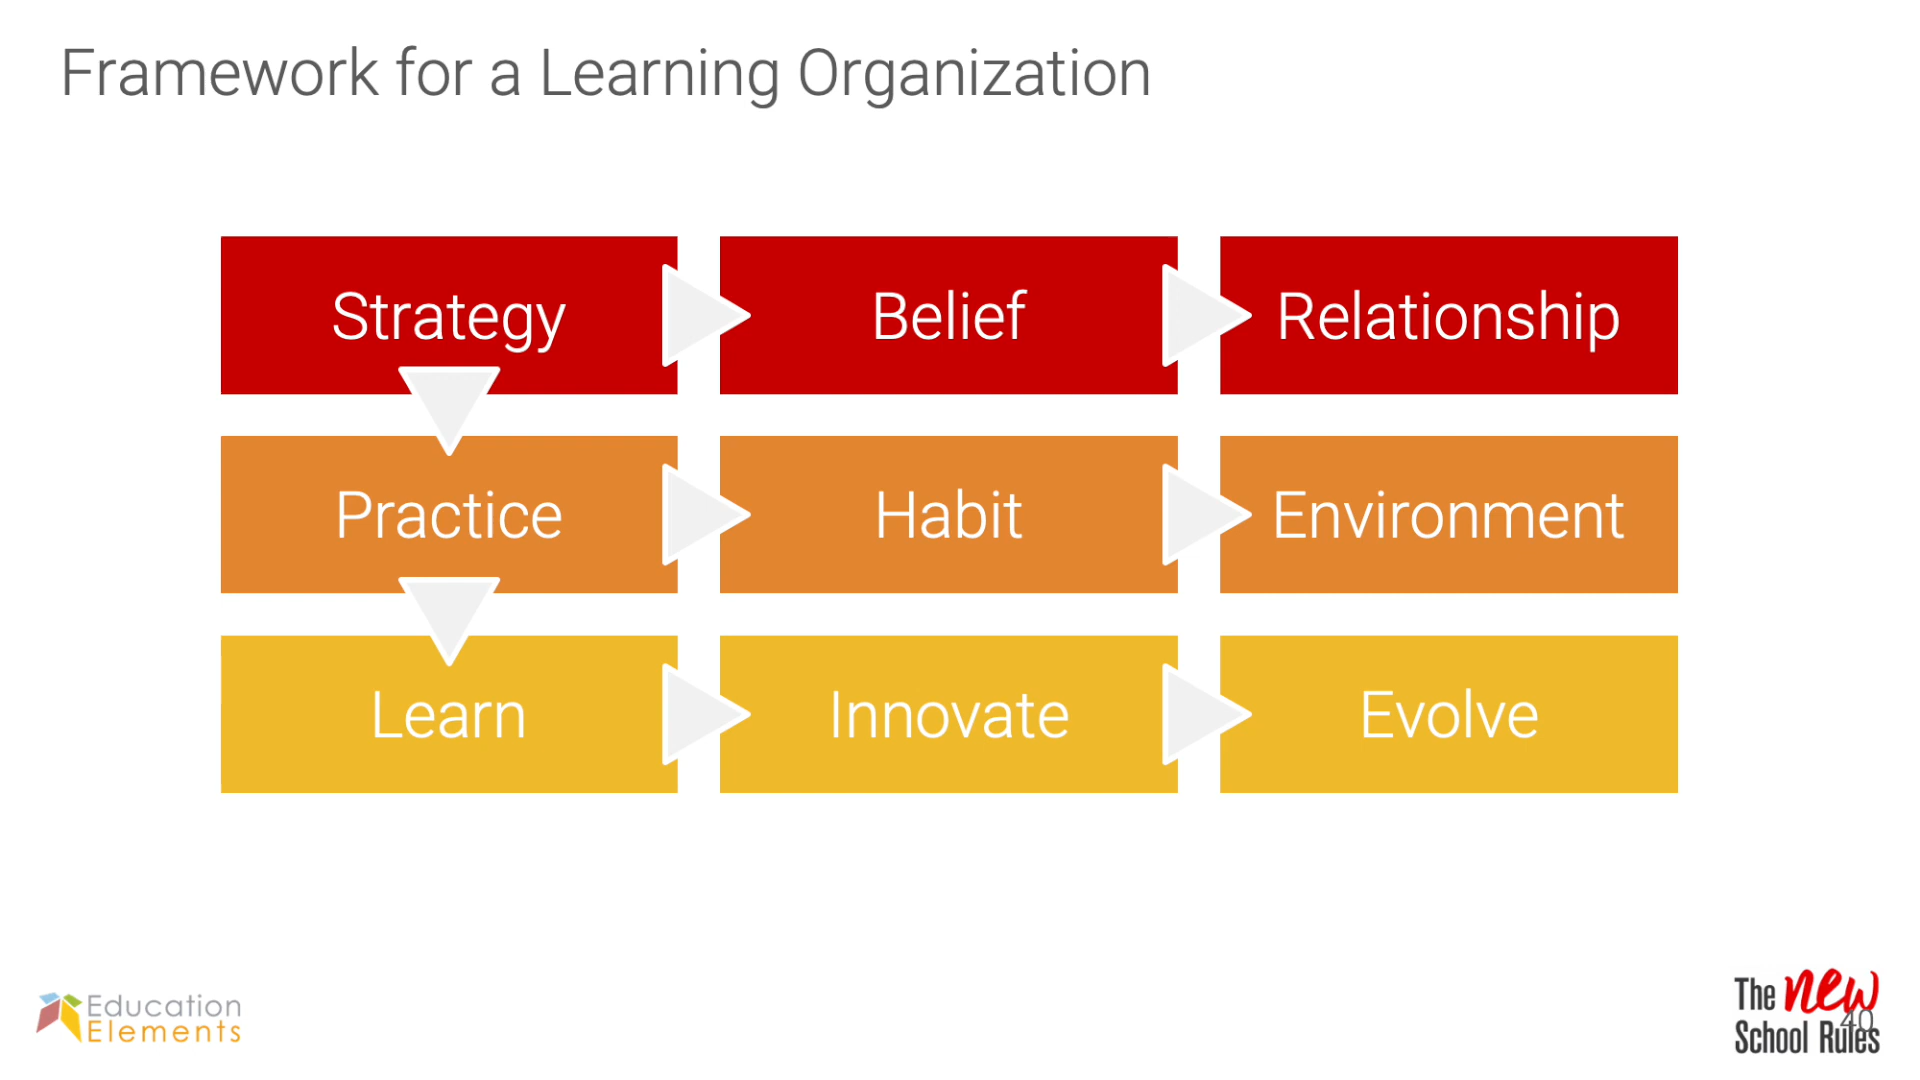 Framework for a Learning Organization
Strategy
Belief
Relationship
Practice
Habit
Environment
Learn
Innovate
Evolve
Education
Elements
The new
School Rules
40